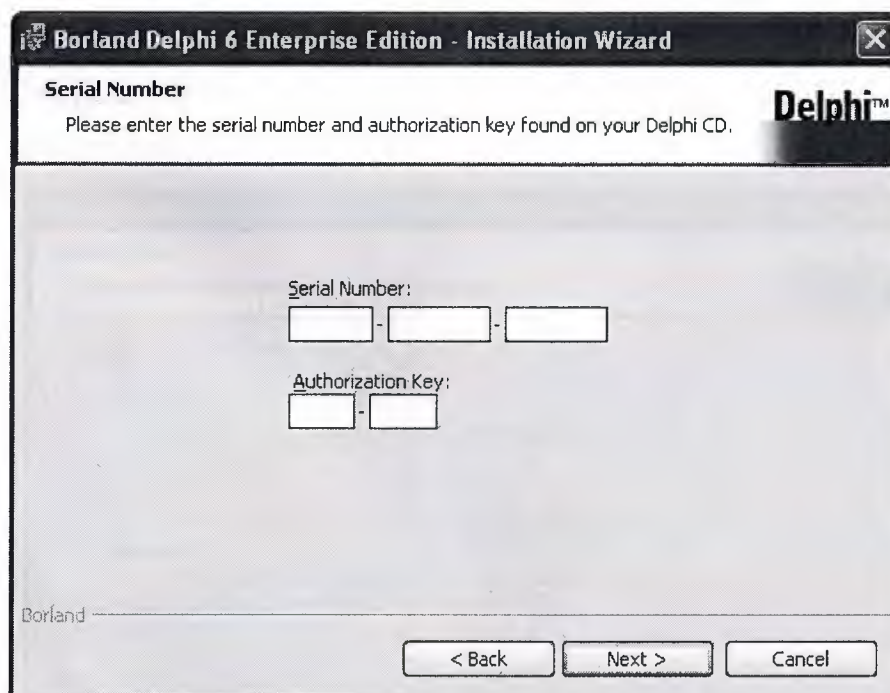 Borland Delphi 6 Enterprise Edition - Installation Wizard
Serial Number
Please enter the serial number and authorization key found on your Delphi CD.
Delphi™
Serial Number:
- -
Authorization Key:
-
Borland
< Back Next > Cancel